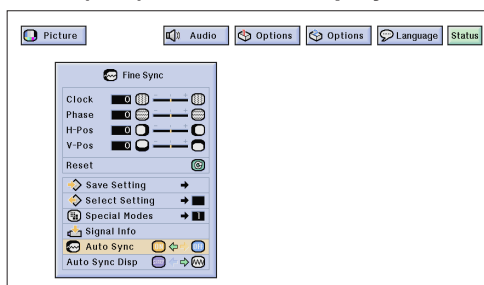 Picture Audio Options Options Language Status
Fine Sync
Clock 0
Phase 0
H-Pos 0
V-Pos 0
Reset
Save Setting
Select Setting
Special Modes 1
Signal Info
Auto Sync
Auto Sync Disp